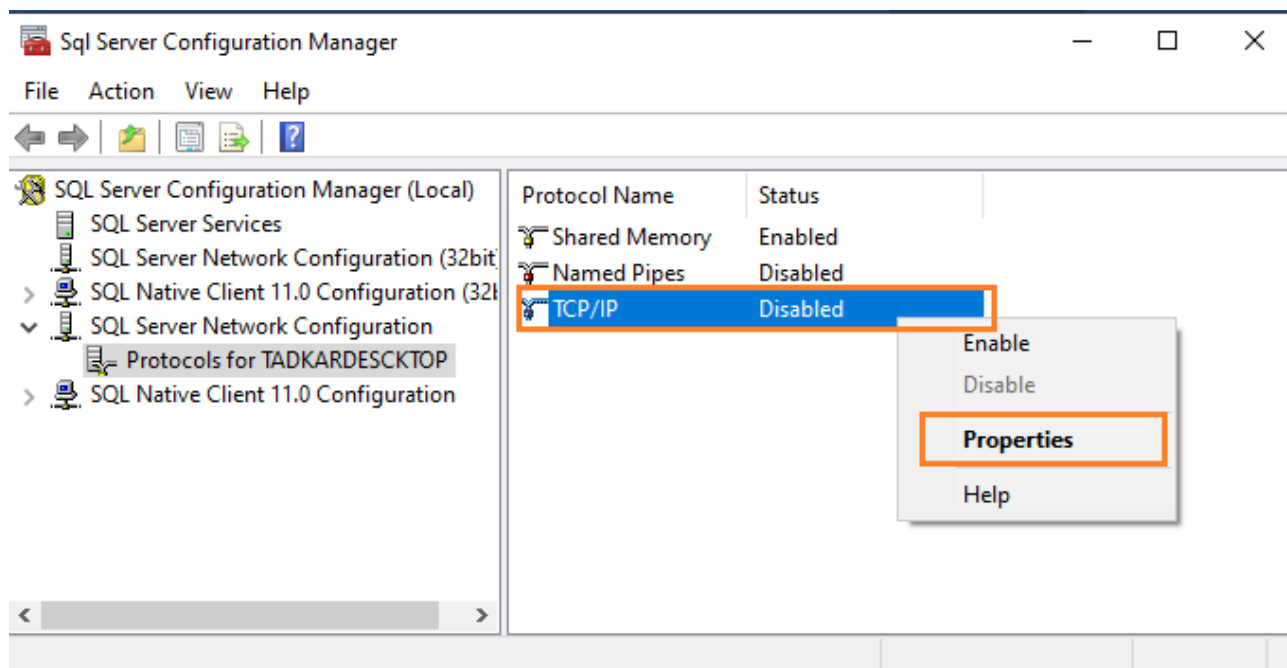 Sql Server Configuration Manager
File Action View Help
SQL Server Configuration Manager (Local)
SQL Server Services
SQL Server Network Configuration (32bit
SQL Native Client 11.0 Configuration (32b
SQL Server Network Configuration
Protocols for TADKARDESCKTOP
SQL Native Client 11.0 Configuration
Protocol Name Status
Shared Memory Enabled
Named Pipes Disabled
TCP/IP Disabled
Enable
Disable
Properties
Help